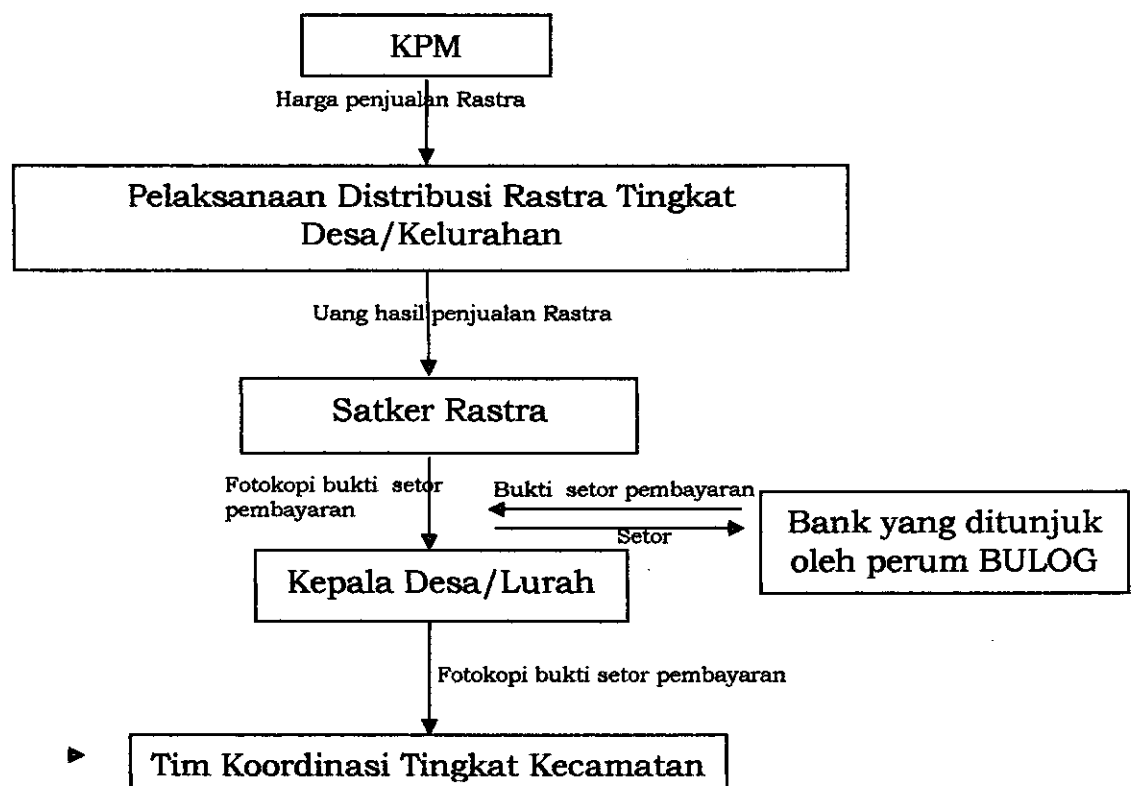 KPM
Harga penjualan Rastra
Pelaksanaan Distribusi Rastra Tingkat
Desa/Kelurahan
Uang hasil penjualan Rastra
Satker Rastra
Fotokopi bukti setor
pembayaran
Bukti setor pembayaran
Setor
Bank yang ditunjuk
oleh perum BULOG
Kepala Desa/Lurah
Fotokopi bukti setor pembayaran
Tim Koordinasi Tingkat Kecamatan